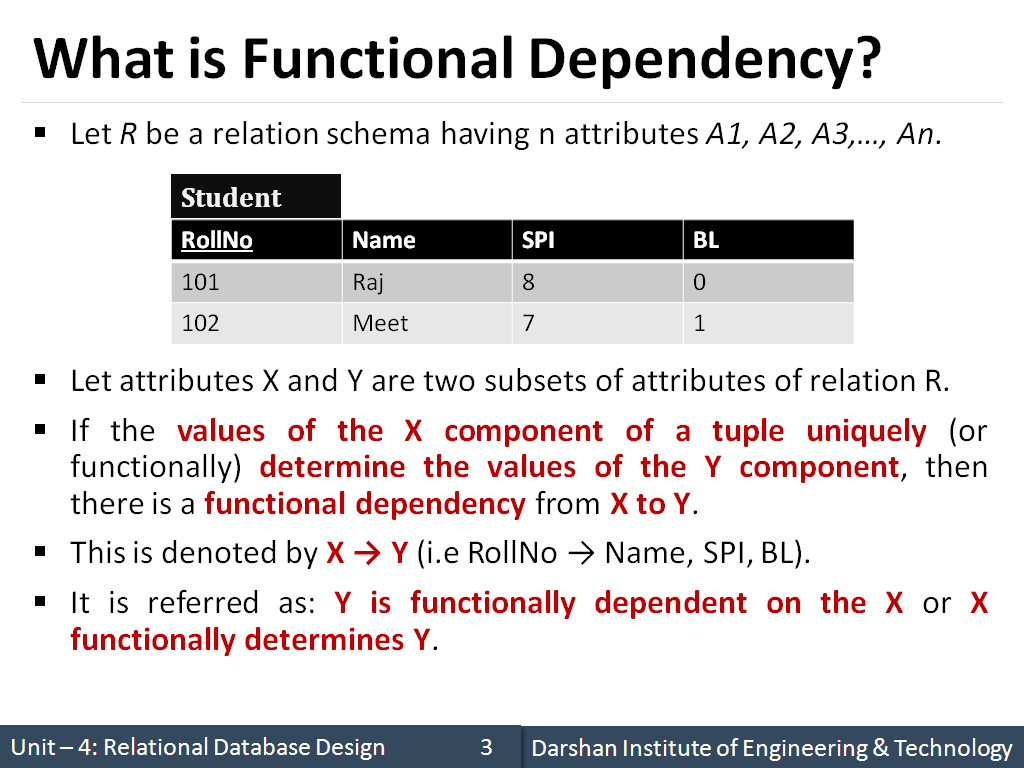 What is Functional Dependency?
▪ Let R be a relation schema having n attributes A1, A2, A3,..., An.
Student
RollNo Name SPI BL
101 Raj 8 0
102 Meet 7 1
▪ Let attributes X and Y are two subsets of attributes of relation R.
▪ If the values of the X component of a tuple uniquely (or
functionally) determine the values of the Y component, then
there is a functional dependency from X to Y.
▪ This is denoted by X → Y (i.e RollNo → Name, SPI, BL).
▪ It is referred as: Y is functionally dependent on the X or X
functionally determines Y.
Unit – 4: Relational Database Design 3 Darshan Institute of Engineering & Technology